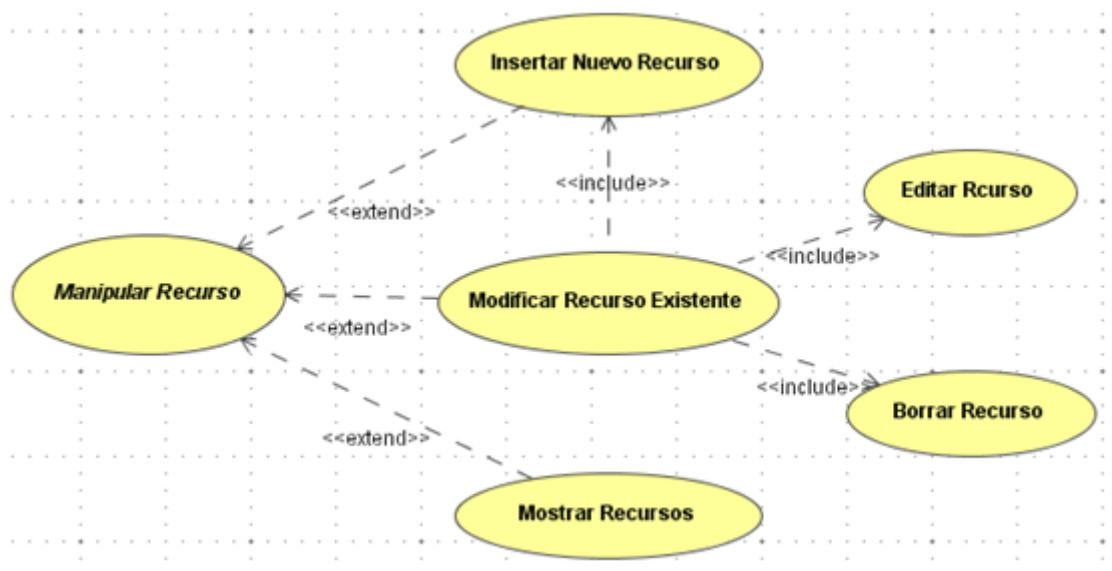 Insertar Nuevo Recurso
<<include>>
Editar Rcurso
<<extend>>
<<include>>
Manipular Recurso
Modificar Recurso Existente
<<extend>>
<<include>>
Borrar Recurso
<<extend>>
Mostrar Recursos